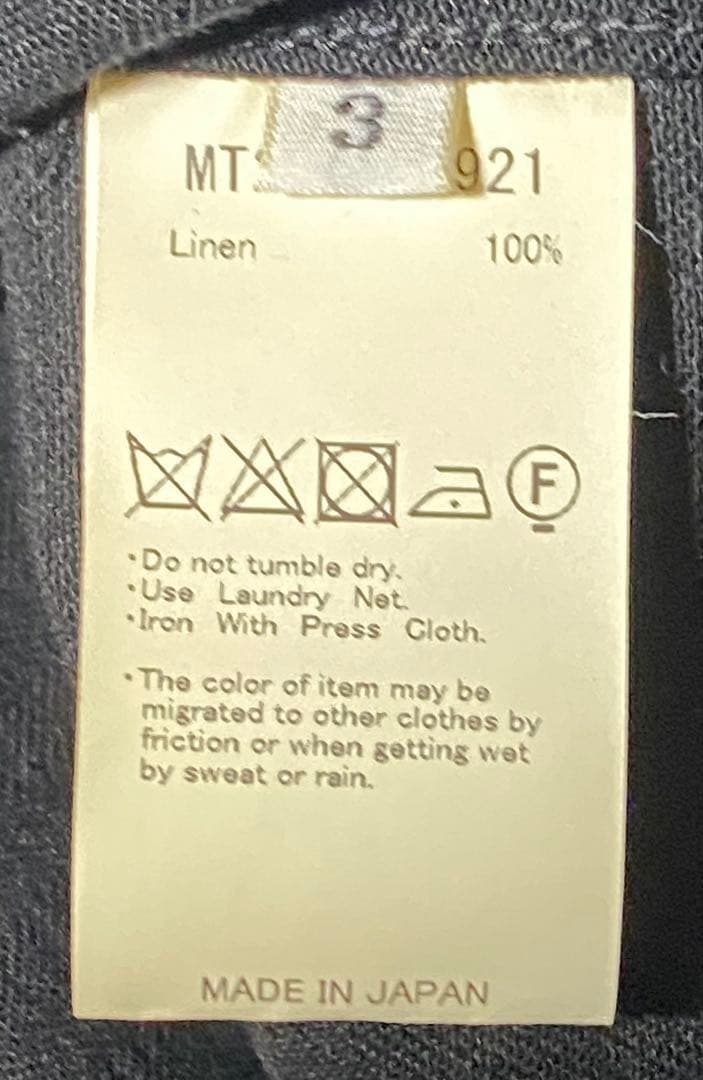 3
MT 921
Linen 100%
F
·Do not tumble dry.
·Use Laundry Net.
·Iron With Press Cloth.
·The color of item may be
migrated to other clothes by
friction or when getting wet
by sweat or rain.
MADE IN JAPAN